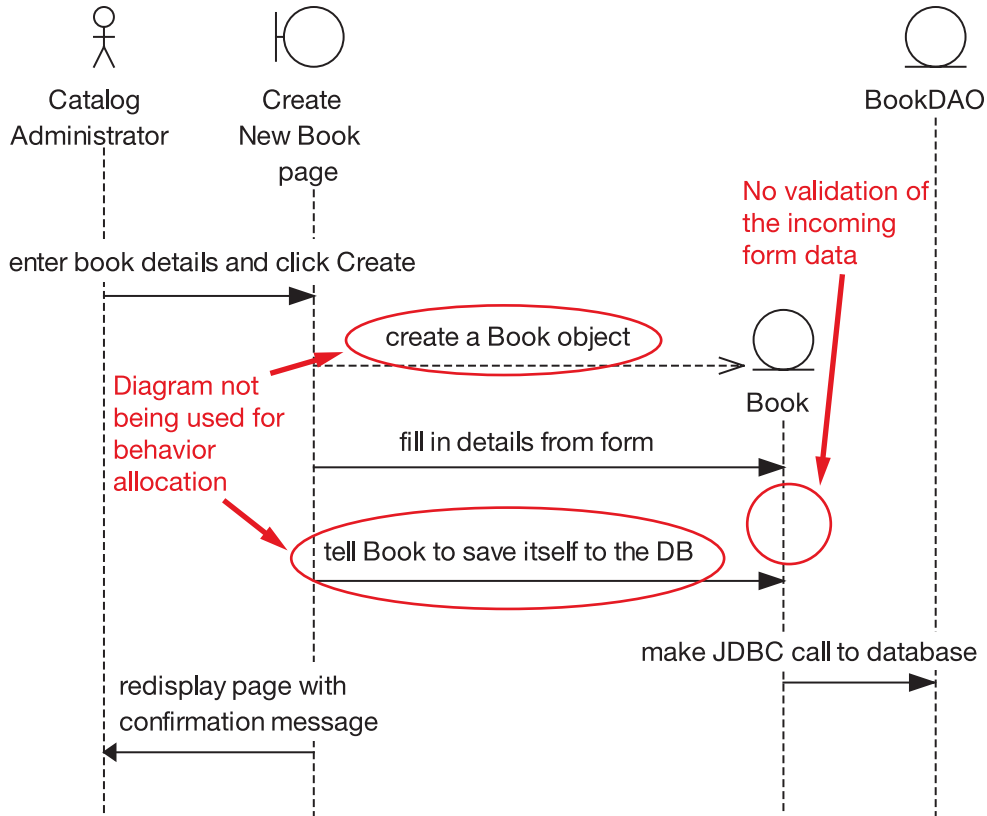 Catalog
Administrator
Create
New Book
page
BookDAO
No validation of
the incoming
form data
enter book details and click Create
create a Book object
Diagram not
being used for
behavior
allocation
Book
fill in details from form
tell Book to save itself to the DB
make JDBC call to database
redisplay page with
confirmation message